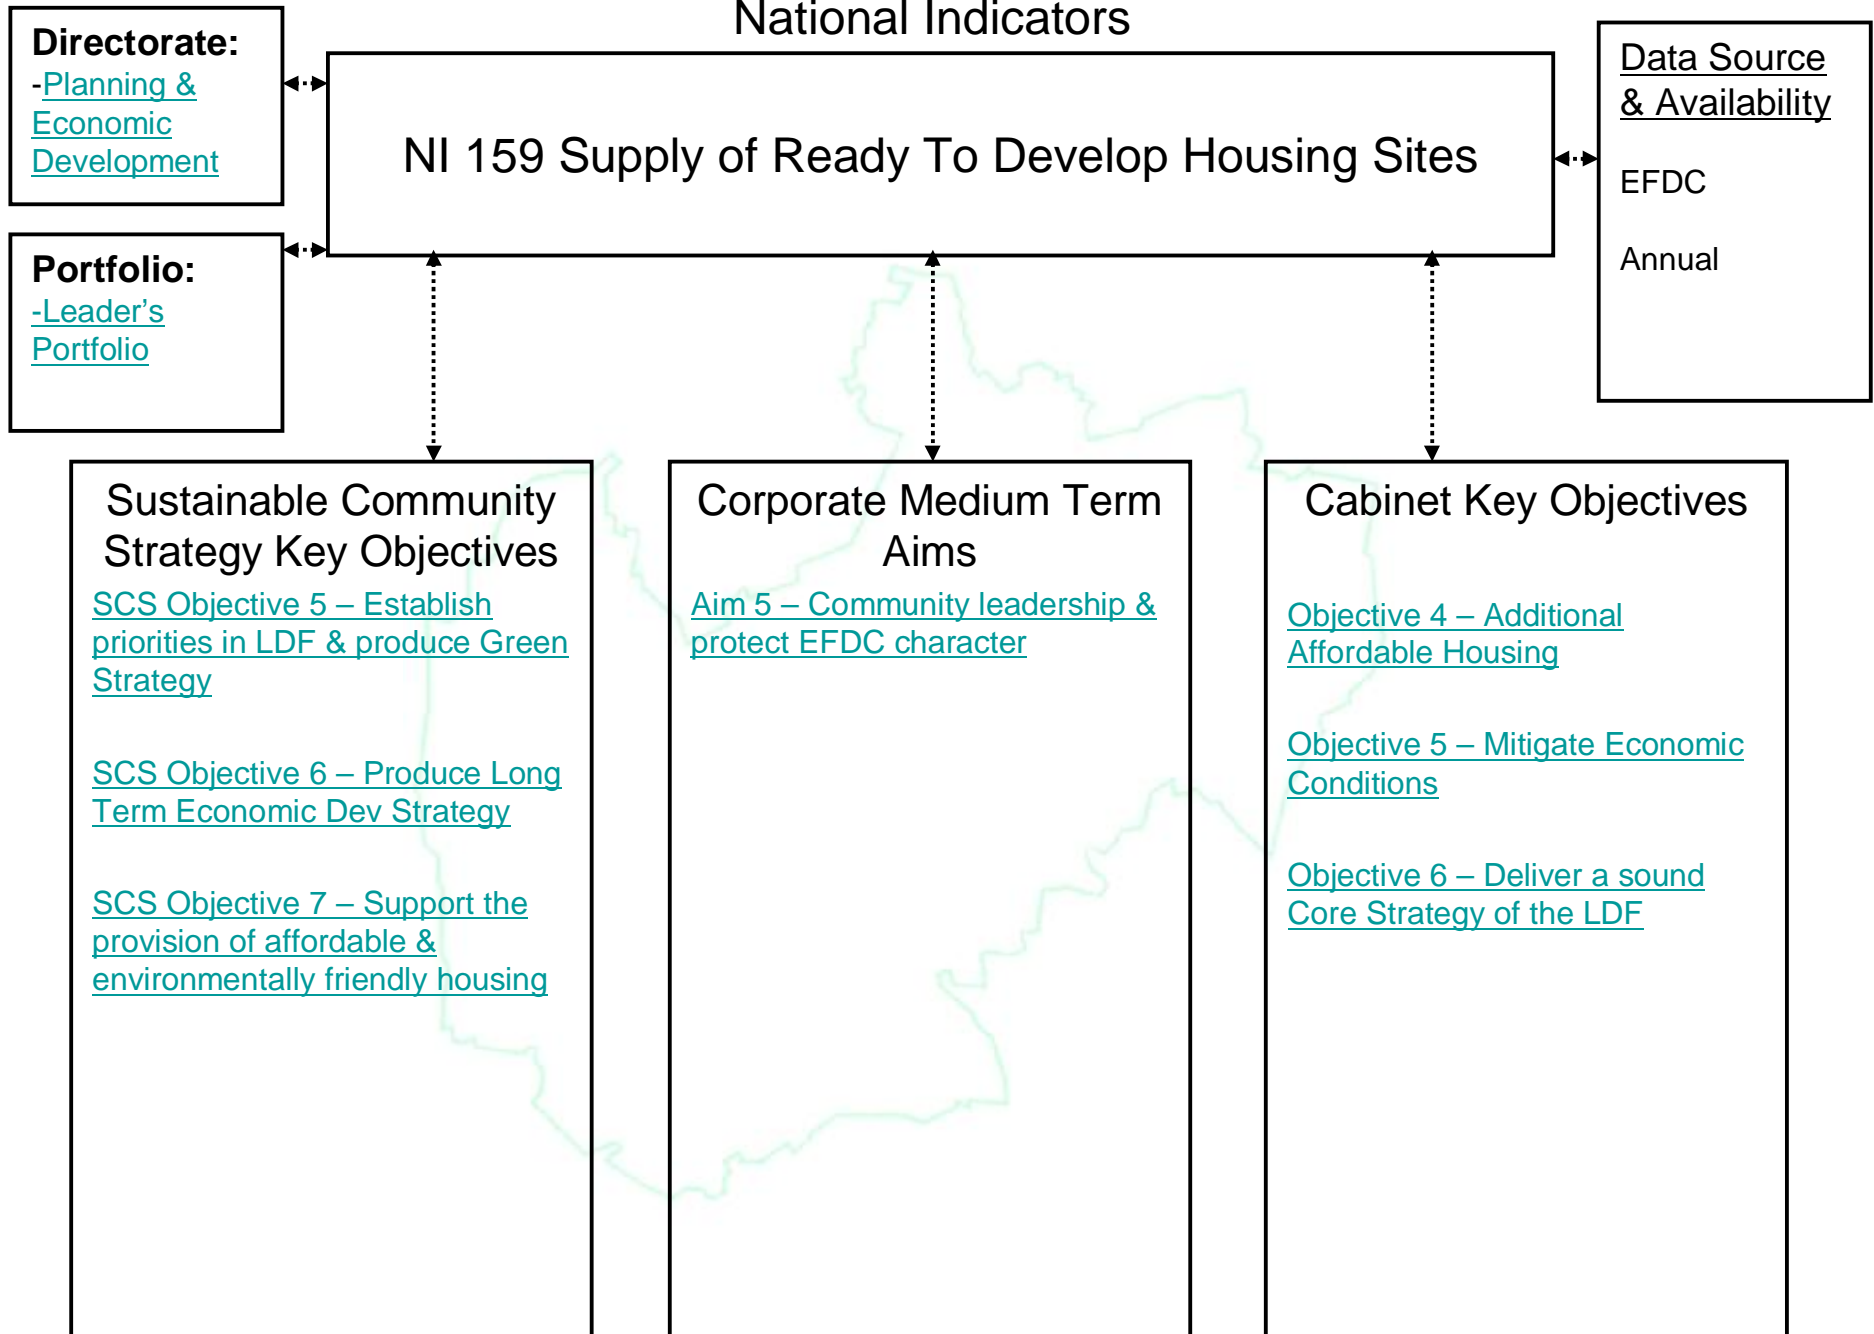 National Indicators
Directorate:
-Planning &
Economic
Development
NI 159 Supply of Ready To Develop Housing Sites
Data Source
& Availability
EFDC
Annual
Portfolio:
-Leader’s
Portfolio
Sustainable Community
Strategy Key Objectives
SCS Objective 5 – Establish
priorities in LDF & produce Green
Strategy
SCS Objective 6 – Produce Long
Term Economic Dev Strategy
SCS Objective 7 – Support the
provision of affordable &
environmentally friendly housing
Corporate Medium Term
Aims
Aim 5 – Community leadership &
protect EFDC character
Cabinet Key Objectives
Objective 4 – Additional
Affordable Housing
Objective 5 – Mitigate Economic
Conditions
Objective 6 – Deliver a sound
Core Strategy of the LDF